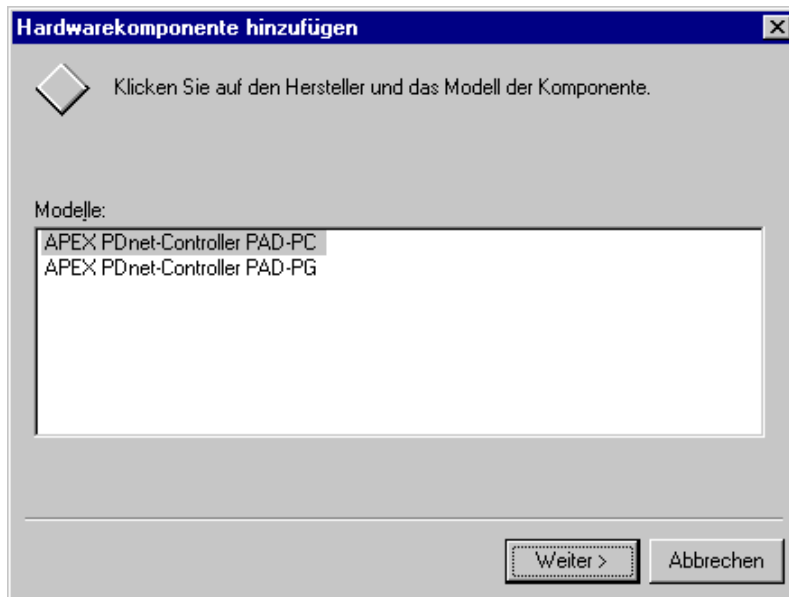 Hardwarekomponente hinzufügen
Klicken Sie auf den Hersteller und das Modell der Komponente.
Modelle:
APEX PDnet-Controller PAD-PC
APEX PDnet-Controller PAD-PG
Weiter >
Abbrechen